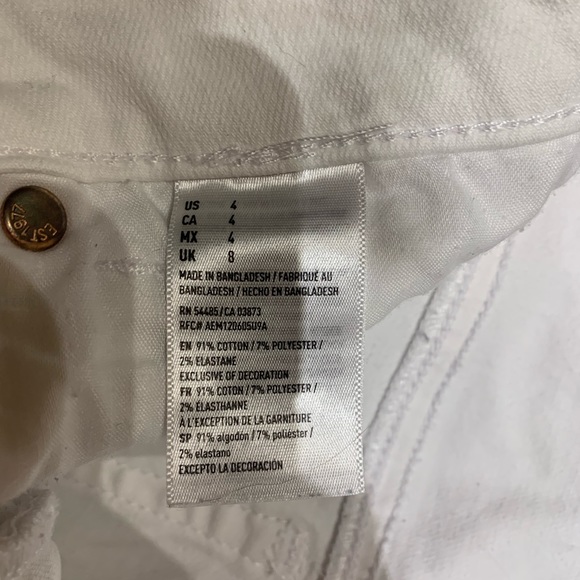 US 4
CA 4
MX 4
UK 8
MADE IN BANGLADESH / FABRIQUÉ AU
BANGLADESH / HECHO EN BANGLADESH
RN 54485/CA 03873
RFC# AEM120605U9A
EN 91% COTTON / 7% POLYESTER /
2% ELASTANE
EXCLUSIVE OF DECORATION
FR 91% COTON / 7% POLYESTER /
2% ÉLASTHANNE
À L'EXCEPTION DE LA GARNITURE
SP 91% algodón / 7% poliéster /
2% elastano
EXCEPTO LA DECORACIÓN
EST 1977